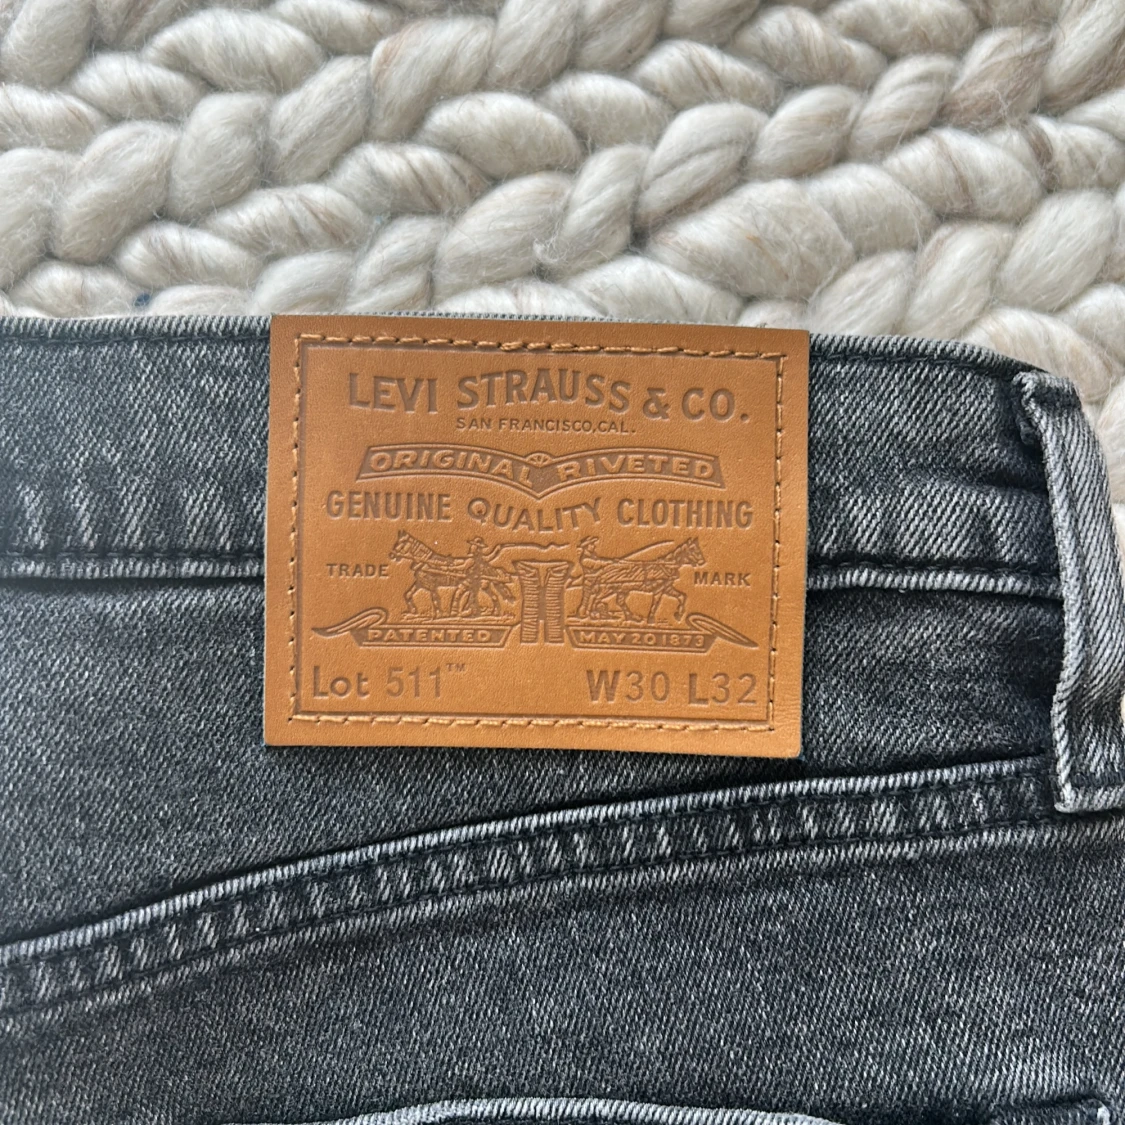 LEVI STRAUSS & CO.
SAN FRANCISCO, CAL.
ORIGINAL RIVETED
GENUINE QUALITY CLOTHING
TRADE MARK
PATENTED MAY 20 1873
Lot 511™ W30 L32